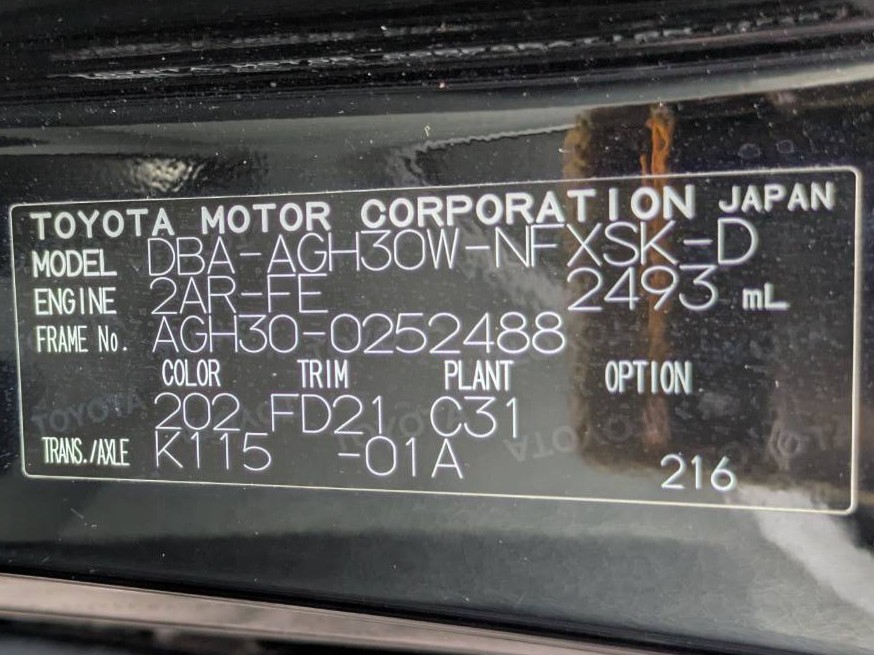 TOYOTA MOTOR CORPORATION JAPAN
MODEL DBA-AGH30W-NFXSK-D
ENGINE 2AR-FE 2493 mL
FRAME No. AGH30-0252488
COLOR TRIM PLANT OPTION
202 FD21 C31
TRANS./AXLE K115 -01A
216